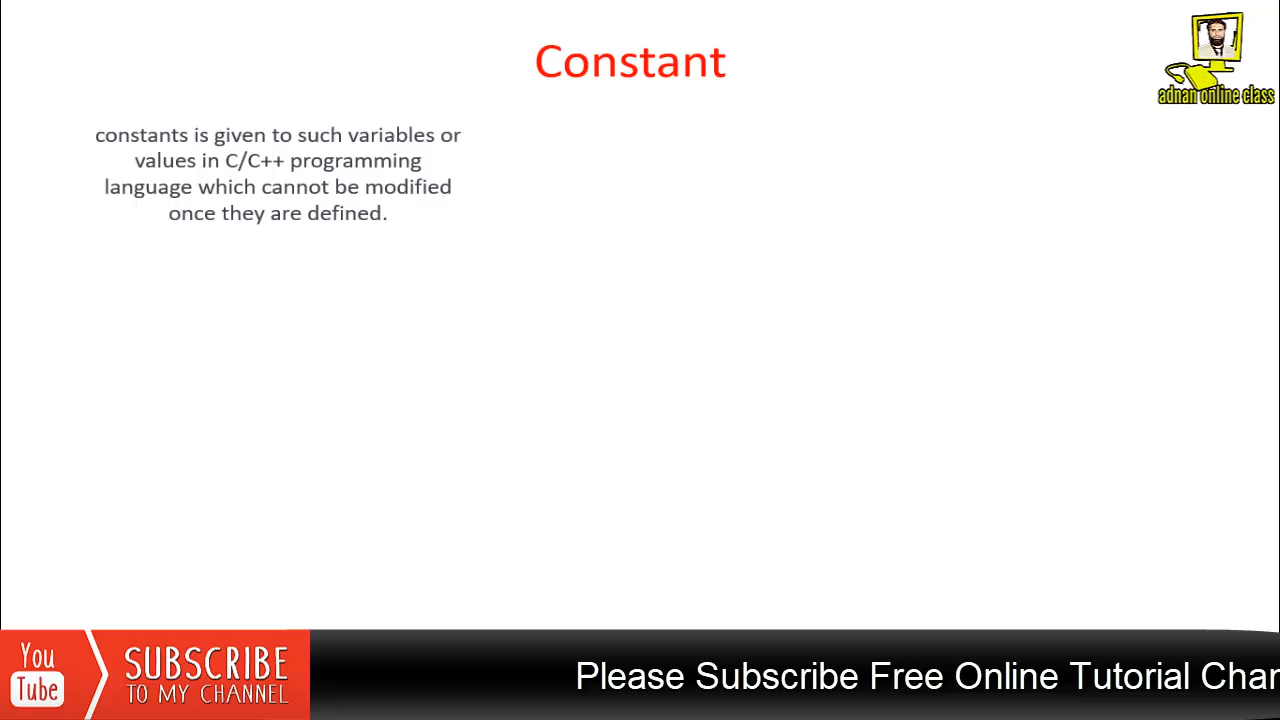 Constant
adnan online class
constants is given to such variables or
values in C/C++ programming
language which cannot be modified
once they are defined.
You
Tube
SUBSCRIBE
TO MY CHANNEL
Please Subscribe Free Online Tutorial Chan